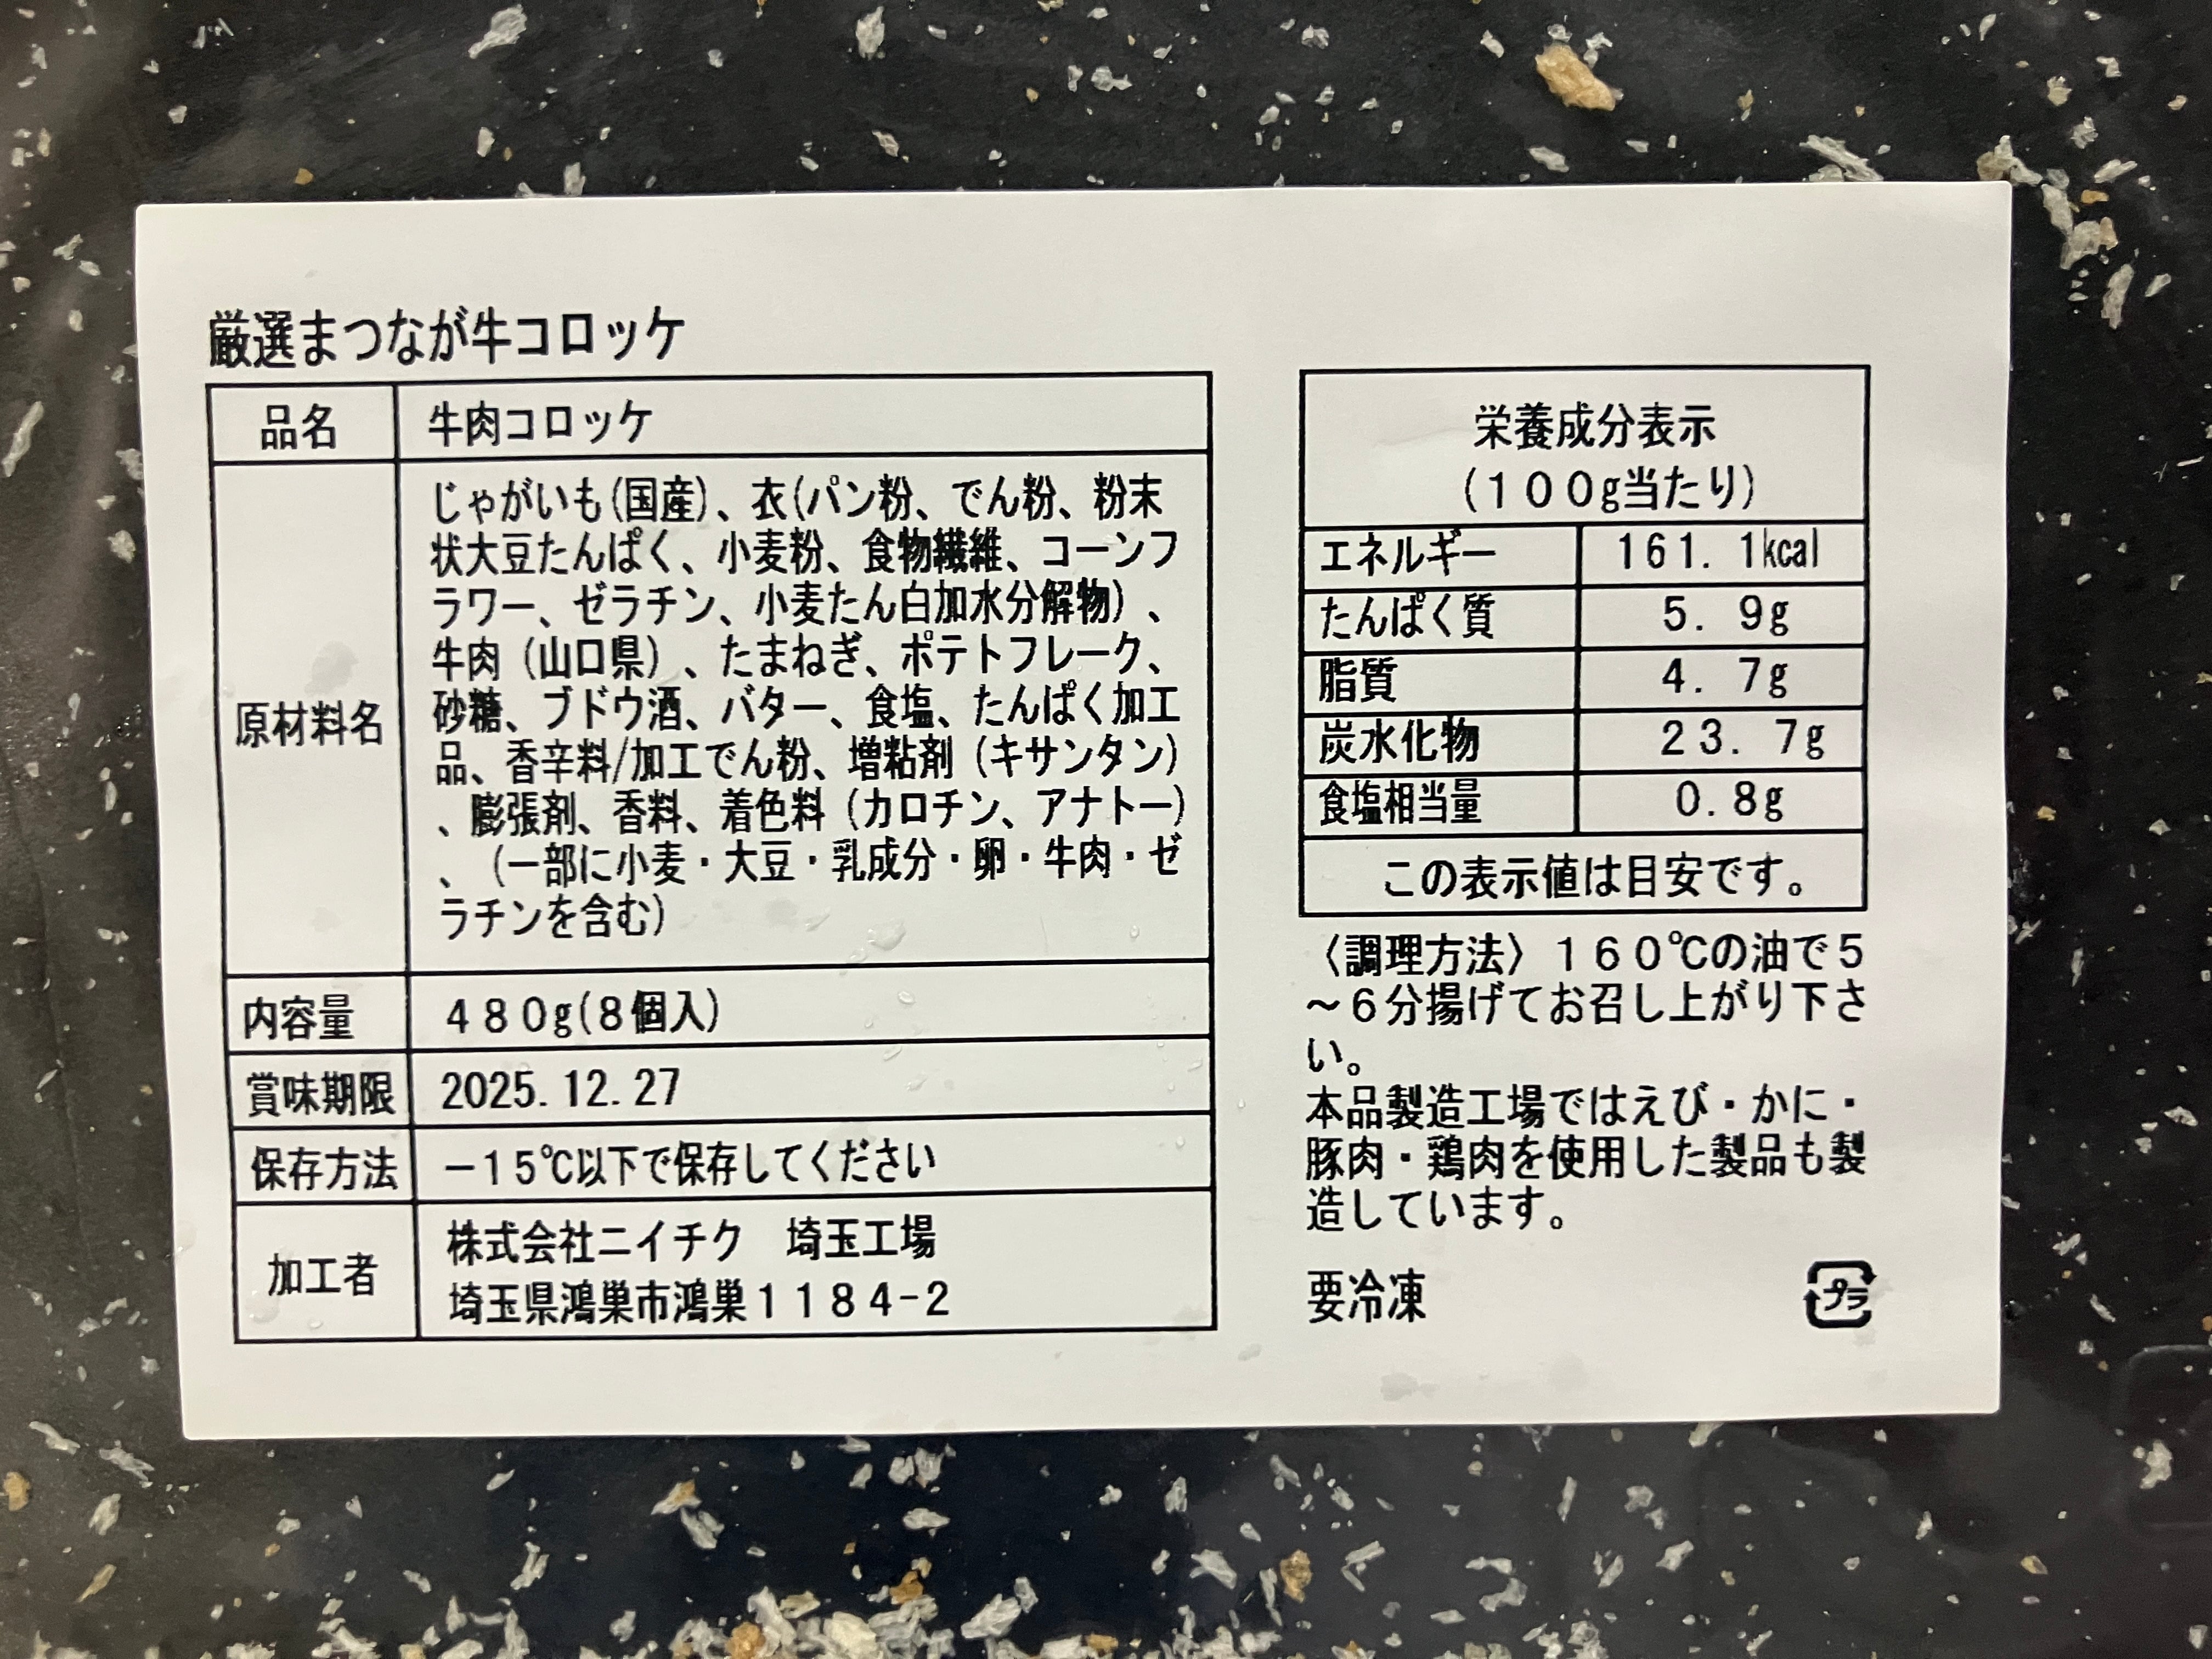 厳選まつなが牛コロッケ
品名
牛肉コロッケ
原材料名
じゃがいも(国産)、衣(パン粉、でん粉、粉末
状大豆たんぱく、小麦粉、食物繊維、コーンフ
ラワー、ゼラチン、小麦たん白加水分解物)、
牛肉(山口県)、たまねぎ、ポテトフレーク、
砂糖、ブドウ酒、バター、食塩、たんぱく加工
品、香辛料/加工でん粉、増粘剤(キサンタン)
、膨張剤、香料、着色料(カロチン、アナトー)
、(一部に小麦・大豆・乳成分・卵・牛肉・ゼ
ラチンを含む)
内容量
480g(8個入)
賞味期限
2025.12.27
保存方法
−15℃以下で保存してください
加工者
株式会社ニイチク 埼玉工場
埼玉県鴻巣市鴻巣1184-2
栄養成分表示
(100g当たり)
エネルギー 161.1kcal
たんぱく質 5.9g
脂質 4.7g
炭水化物 23.7g
食塩相当量 0.8g
この表示値は目安です。
〈調理方法〉160℃の油で5
～6分揚げてお召し上がり下さ
い。
本品製造工場ではえび・かに・
豚肉・鶏肉を使用した製品も製
造しています。
要冷凍
プラ